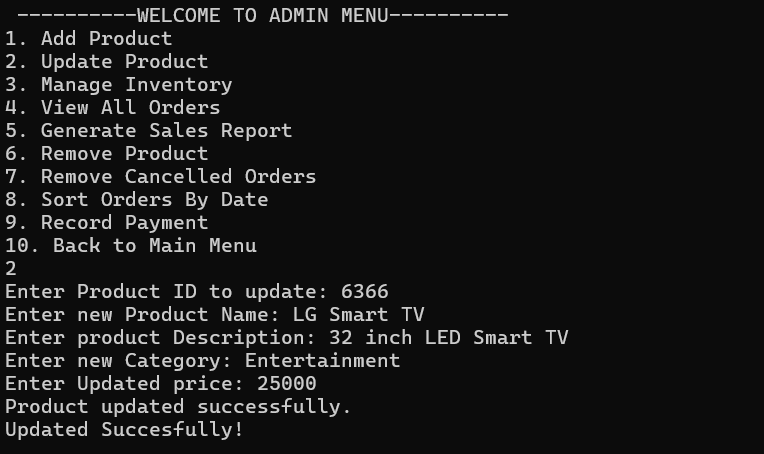 ----------WELCOME TO ADMIN MENU----------
1. Add Product
2. Update Product
3. Manage Inventory
4. View All Orders
5. Generate Sales Report
6. Remove Product
7. Remove Cancelled Orders
8. Sort Orders By Date
9. Record Payment
10. Back to Main Menu
2
Enter Product ID to update: 6366
Enter new Product Name: LG Smart TV
Enter product Description: 32 inch LED Smart TV
Enter new Category: Entertainment
Enter Updated price: 25000
Product updated successfully.
Updated Succesfully!